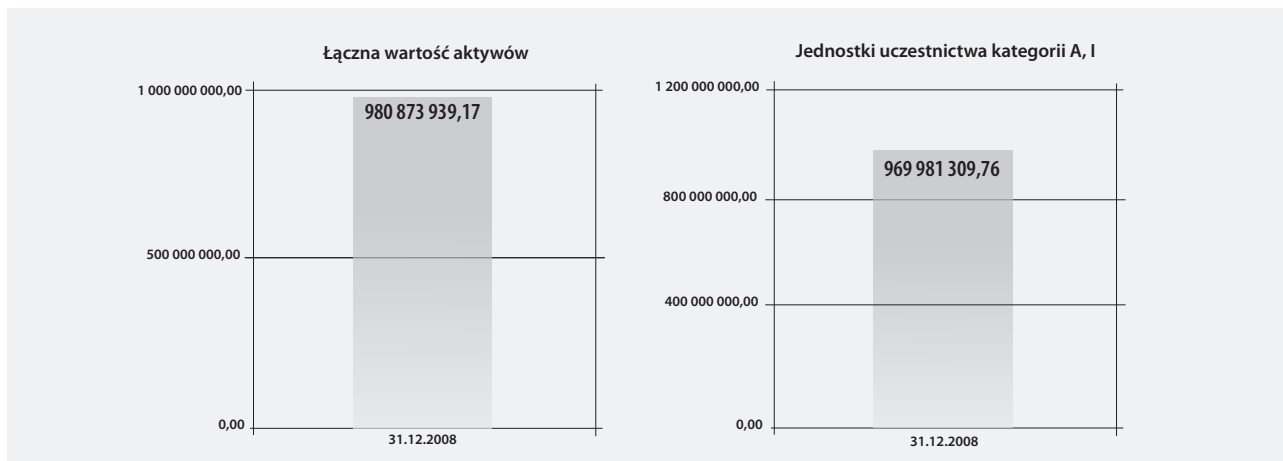 Łączna wartość aktywów
1 000 000 000,00
980 873 939,17
500 000 000,00
0,00
31.12.2008
Jednostki uczestnictwa kategorii A, I
1 200 000 000,00
969 981 309,76
800 000 000,00
400 000 000,00
0,00
31.12.2008